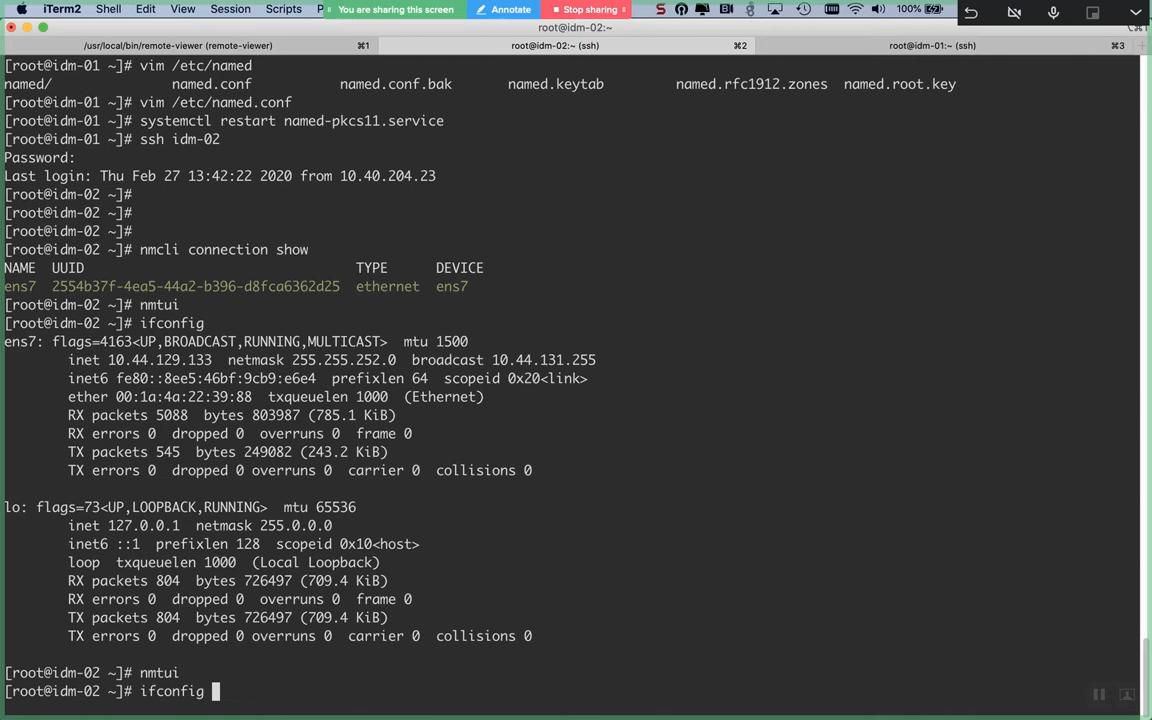 iTerm2 Shell Edit View Session Scripts P You are sharing this screen Annotate Stop sharing 100%
root@idm-02:~
/usr/local/bin/remote-viewer (remote-viewer) ⌘1 root@idm-02:~ (ssh) ⌘2 root@idm-01:~ (ssh) ⌘3
[root@idm-01 ~]# vim /etc/named
named/ named.conf named.conf.bak named.keytab named.rfc1912.zones named.root.key
[root@idm-01 ~]# vim /etc/named.conf
[root@idm-01 ~]# systemctl restart named-pkcs11.service
[root@idm-01 ~]# ssh idm-02
Password:
Last login: Thu Feb 27 13:42:22 2020 from 10.40.204.23
[root@idm-02 ~]#
[root@idm-02 ~]#
[root@idm-02 ~]#
[root@idm-02 ~]# nmcli connection show
NAME UUID TYPE DEVICE
ens7 2554b37f-4ea5-44a2-b396-d8fca6362d25 ethernet ens7
[root@idm-02 ~]# nmtui
[root@idm-02 ~]# ifconfig
ens7: flags=4163<UP,BROADCAST,RUNNING,MULTICAST> mtu 1500
inet 10.44.129.133 netmask 255.255.252.0 broadcast 10.44.131.255
inet6 fe80::8ee5:46bf:9cb9:e6e4 prefixlen 64 scopeid 0x20<link>
ether 00:1a:4a:22:39:88 txqueuelen 1000 (Ethernet)
RX packets 5088 bytes 803987 (785.1 KiB)
RX errors 0 dropped 0 overruns 0 frame 0
TX packets 545 bytes 249082 (243.2 KiB)
TX errors 0 dropped 0 overruns 0 carrier 0 collisions 0
lo: flags=73<UP,LOOPBACK,RUNNING> mtu 65536
inet 127.0.0.1 netmask 255.0.0.0
inet6 ::1 prefixlen 128 scopeid 0x10<host>
loop txqueuelen 1000 (Local Loopback)
RX packets 804 bytes 726497 (709.4 KiB)
RX errors 0 dropped 0 overruns 0 frame 0
TX packets 804 bytes 726497 (709.4 KiB)
TX errors 0 dropped 0 overruns 0 carrier 0 collisions 0
[root@idm-02 ~]# nmtui
[root@idm-02 ~]# ifconfig